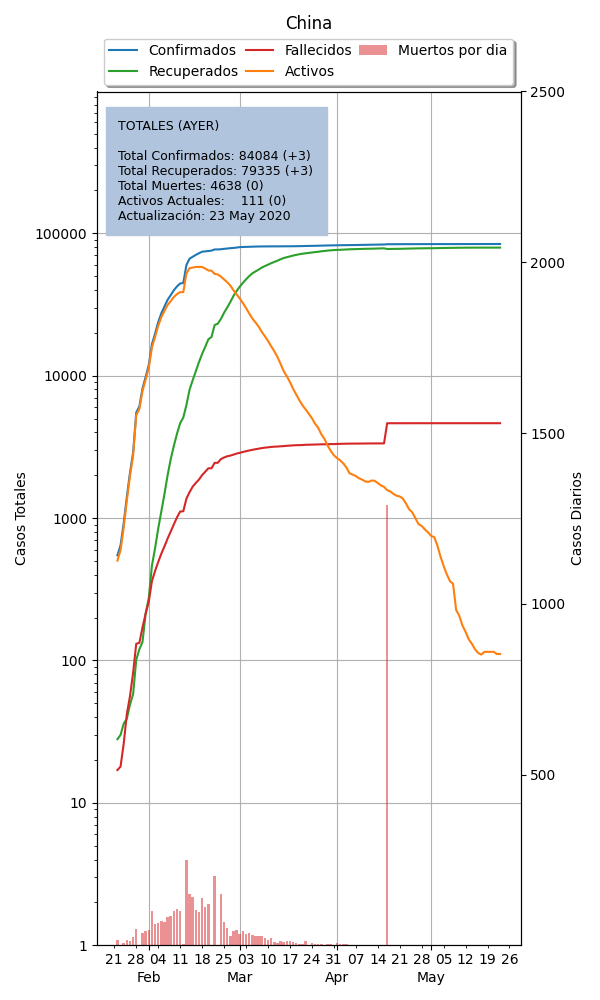 China
Confirmados Fallecidos Muertos por dia
Recuperados Activos
TOTALES (AYER)
Total Confirmados: 84084 (+3)
Total Recuperados: 79335 (+3)
Total Muertes: 4638 (0)
Activos Actuales: 111 (0)
Actualización: 23 May 2020
Casos Totales
100000
10000
1000
100
10
1
2500
2000
1500
1000
500
Casos Diarios
21 28 04 11 18 25 03 10 17 24 31 07 14 21 28 05 12 19 26
Feb Mar Apr May